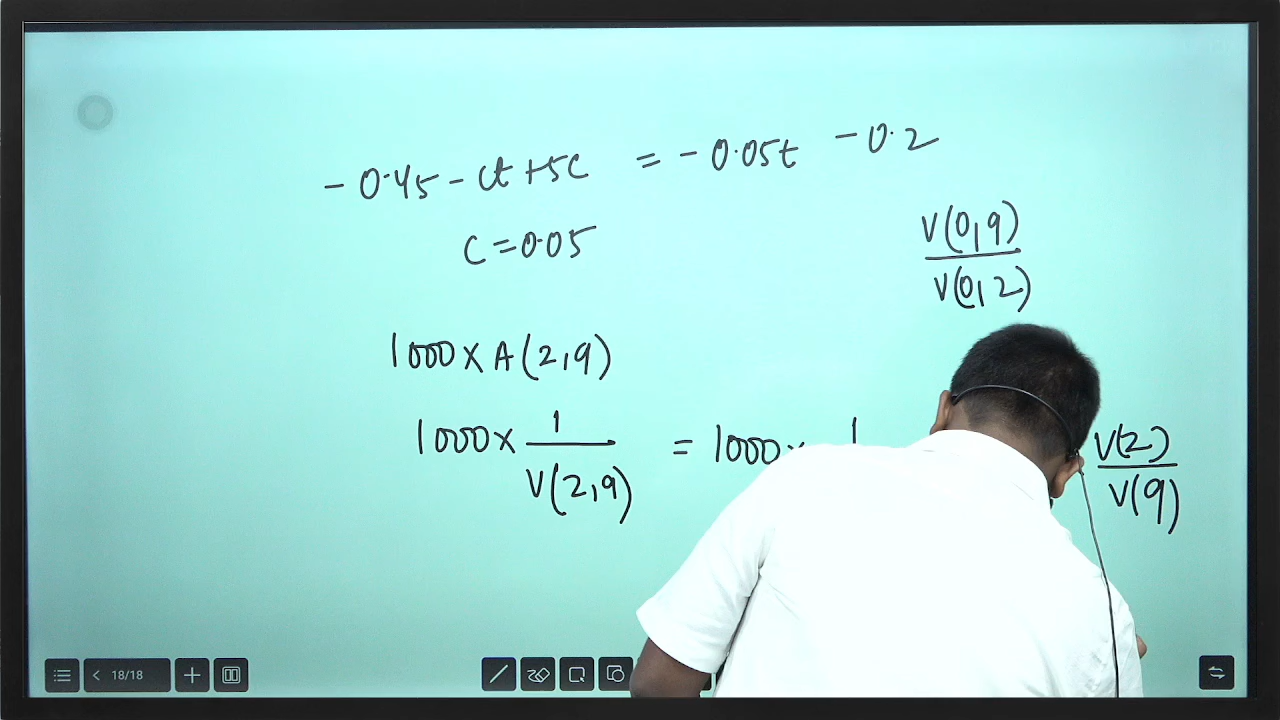 - 0.45 - ct + 5c = - 0.05t - 0.2
c = 0.05
V(0,9)
V(0,2)
1000 x A(2,9)
1000 x 1 / V(2,9) = 1000 x 1
V(2)
V(9)
18/18